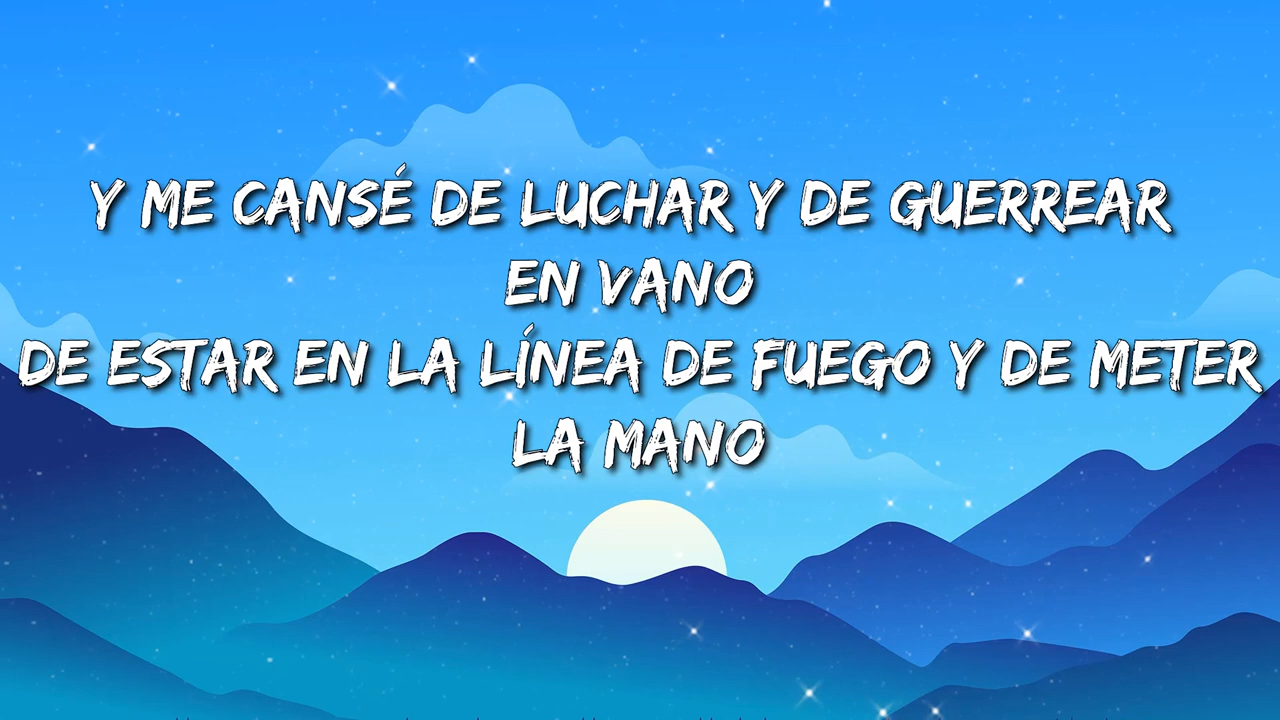 Y ME CANSÉ DE LUCHAR Y DE GUERREAR
EN VANO
DE ESTAR EN LA LÍNEA DE FUEGO Y DE METER
LA MANO